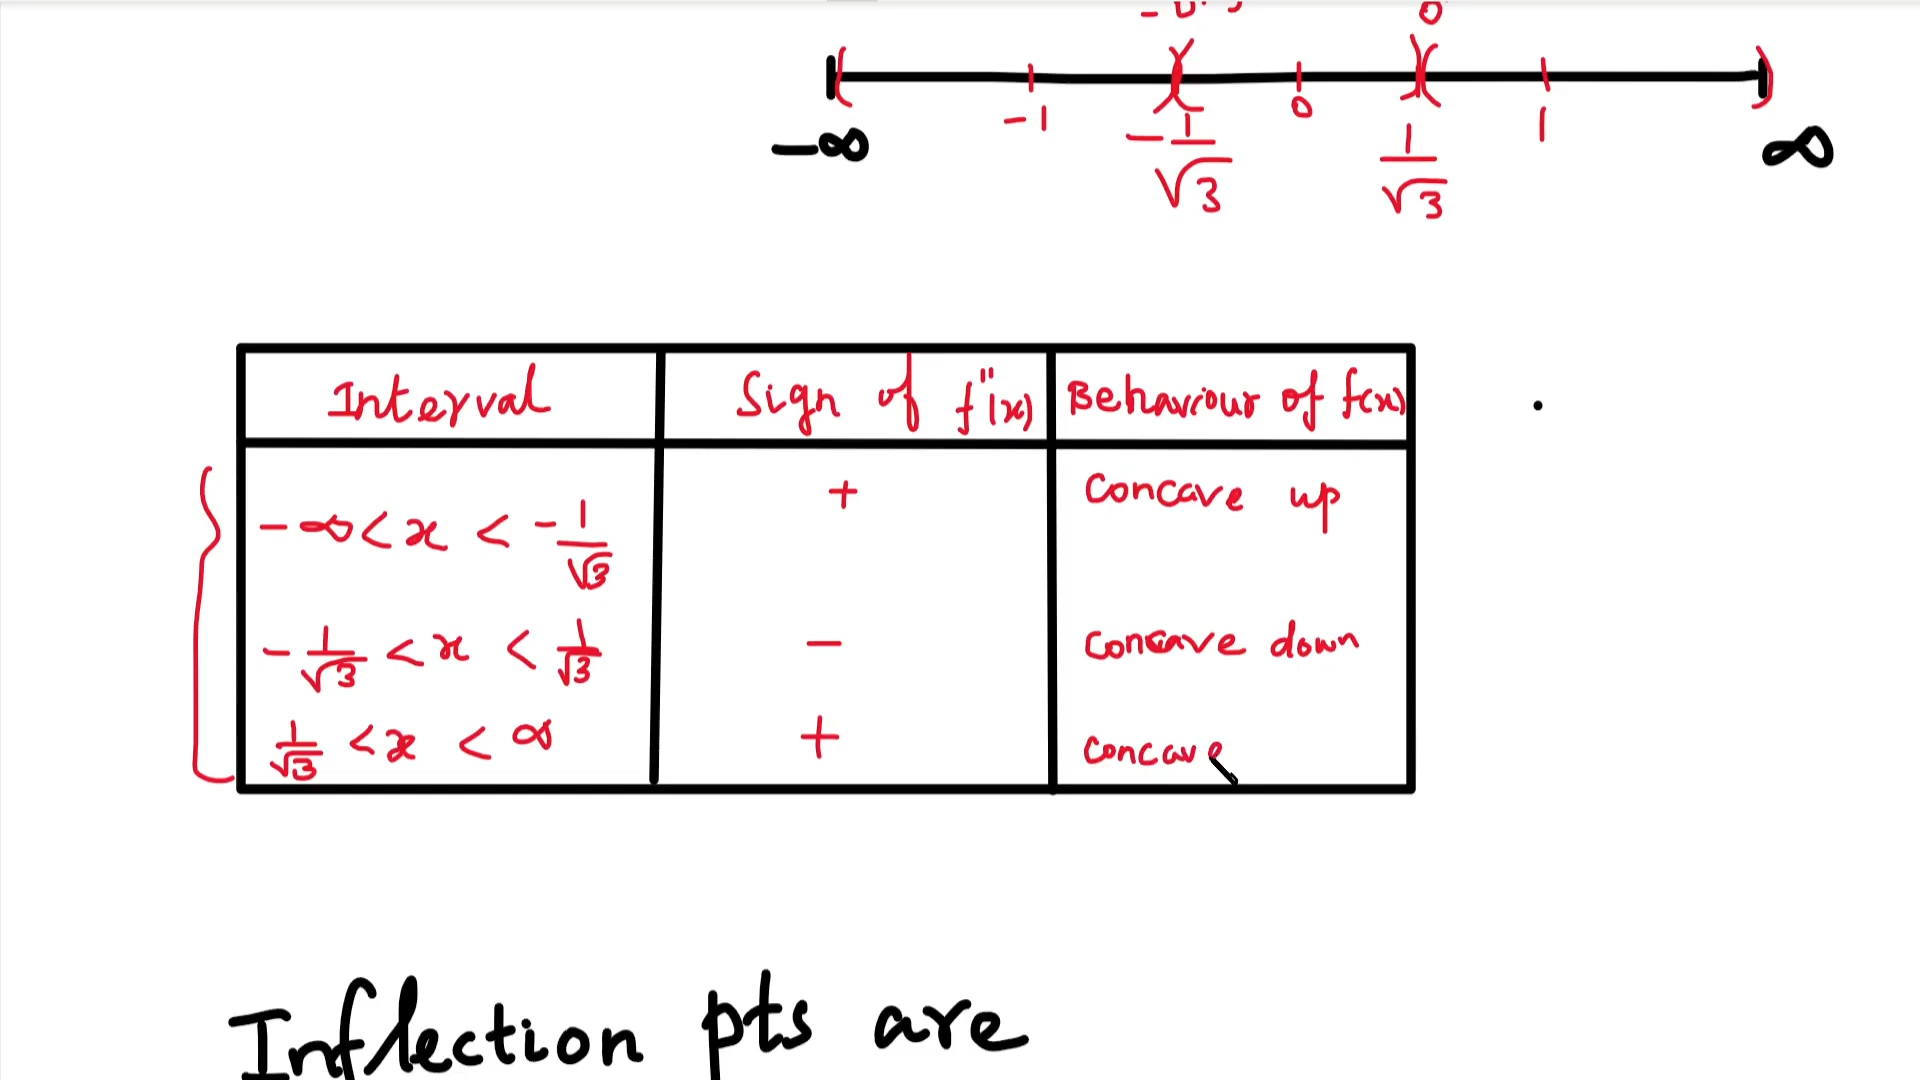 -1 0 1
-∞ -1/√3 1/√3 ∞
Interval Sign of f"(x) Behaviour of f(x)
-∞ < x < -1/√3 + Concave up
-1/√3 < x < 1/√3 - concave down
1/√3 < x < ∞ + concave
Inflection pts are